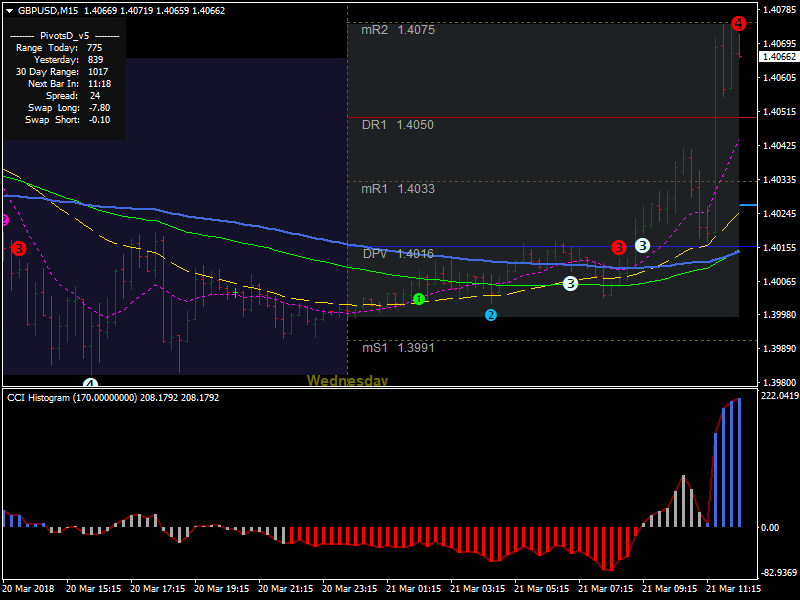 GBPUSD,M15 1.40669 1.40719 1.40659 1.40662
-------- PivotsD_v5 --------
Range Today: 775
Yesterday: 839
30 Day Range: 1017
Next Bar In: 11:18
Spread: 24
Swap Long: -7.80
Swap Short: -0.10
mR2 1.4075
DR1 1.4050
mR1 1.4033
DPV 1.4016
mS1 1.3991
Wednesday
2
3
4
1
2
3
3
3
4
1.40785
1.40695
1.40662
1.40605
1.40515
1.40425
1.40335
1.40245
1.40155
1.40065
1.39980
1.39890
1.39800
CCI Histogram (170.00000000) 208.1792 208.1792
222.0419
0.00
-82.9369
20 Mar 2018
20 Mar 15:15
20 Mar 17:15
20 Mar 19:15
20 Mar 21:15
20 Mar 23:15
21 Mar 01:15
21 Mar 03:15
21 Mar 05:15
21 Mar 07:15
21 Mar 09:15
21 Mar 11:15